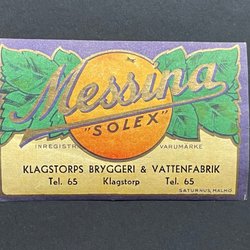 Messina
"SOLEX"
INREGISTR. VARUMÄRKE
KLAGSTORPS BRYGGERI & VATTENFABRIK
Tel. 65 Klagstorp Tel. 65
SATURNUS, MALMÖ